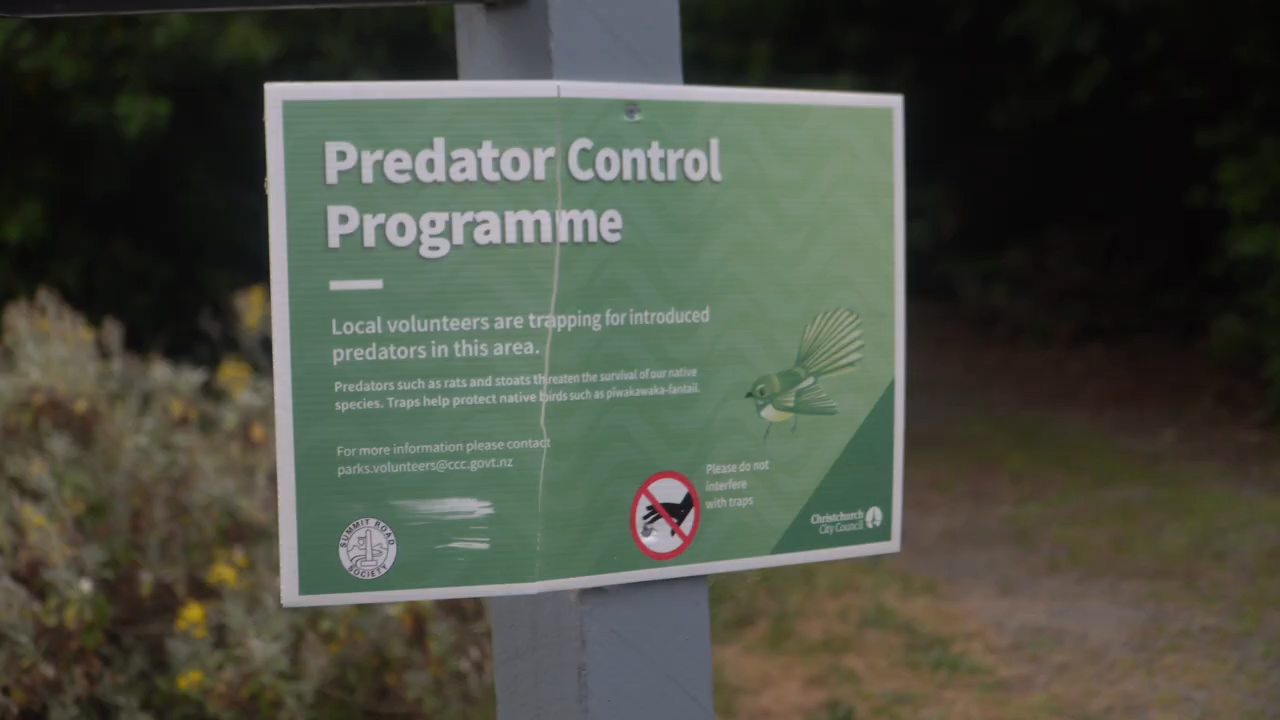 Predator Control
Programme
Local volunteers are trapping for introduced
predators in this area.
Predators such as rats and stoats threaten the survival of our native
species. Traps help protect native birds such as pīwakawaka-fantail.
For more information please contact
parks.volunteers@ccc.govt.nz
Please do not
interfere
with traps
SUMMIT ROAD
SOCIETY
Christchurch
City Council